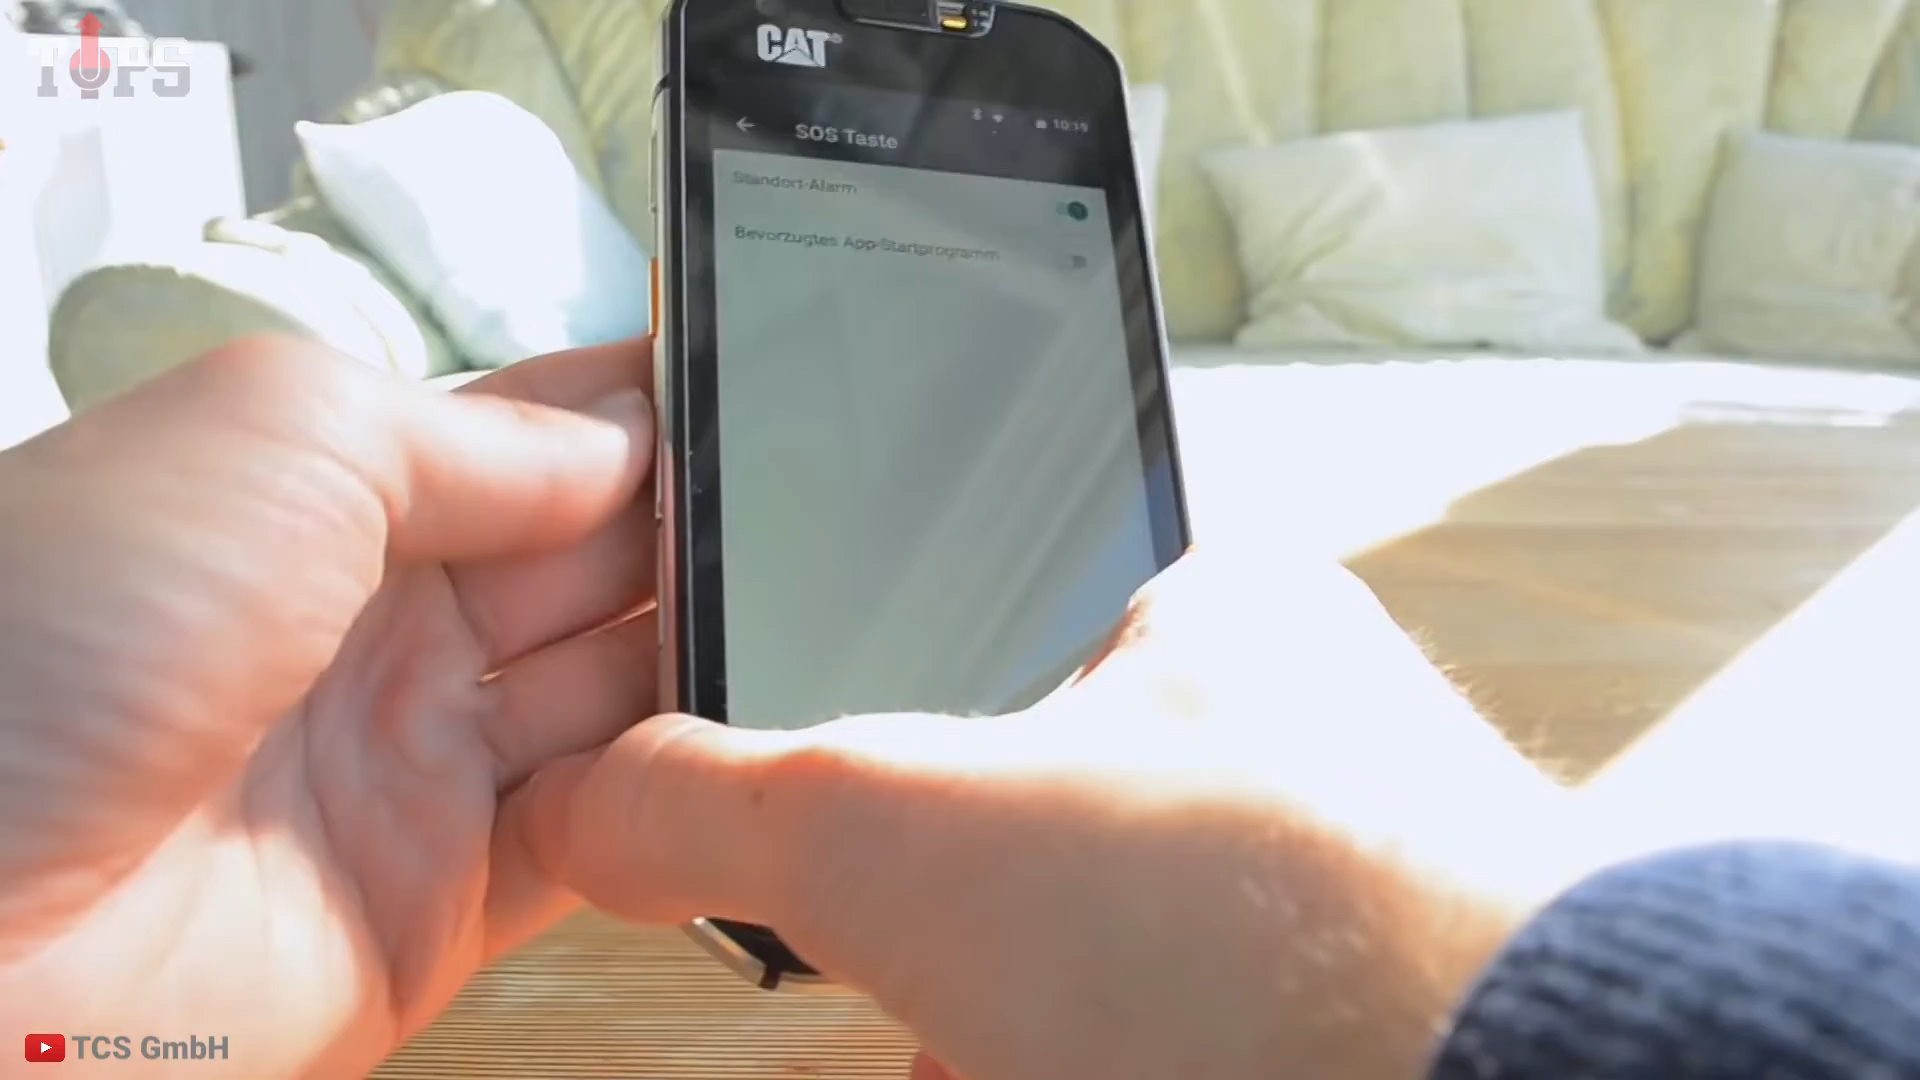 TOPS
CAT®
10:19
SOS Taste
Standort-Alarm
Bevorzugtes App-Startprogramm
TCS GmbH